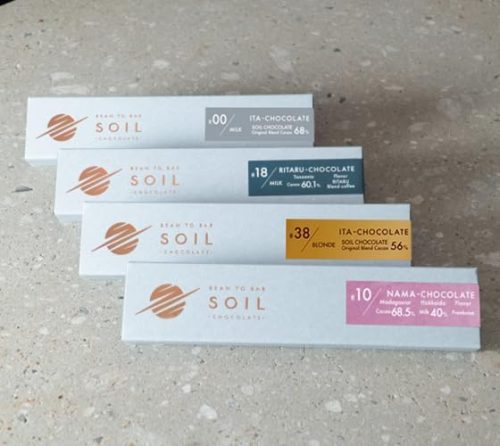 BEAN TO BAR
SOIL
CHOCOLATE
#00 / MILK
ITA-CHOCOLATE
SOIL CHOCOLATE
Original Blend Cacao 68%
BEAN TO BAR
SOIL
CHOCOLATE
#18 / MILK
RITARU-CHOCOLATE
Tanzania
Cacao 60.1%
Flavor
RITARU
Blend coffee
BEAN TO BAR
SOIL
CHOCOLATE
#38 / BLONDE
ITA-CHOCOLATE
SOIL CHOCOLATE
Original Blend Cacao 56%
BEAN TO BAR
SOIL
CHOCOLATE
#10
NAMA-CHOCOLATE
Madagascar Hokkaido Flavor
Cacao 68.5% Milk 40% Framboise